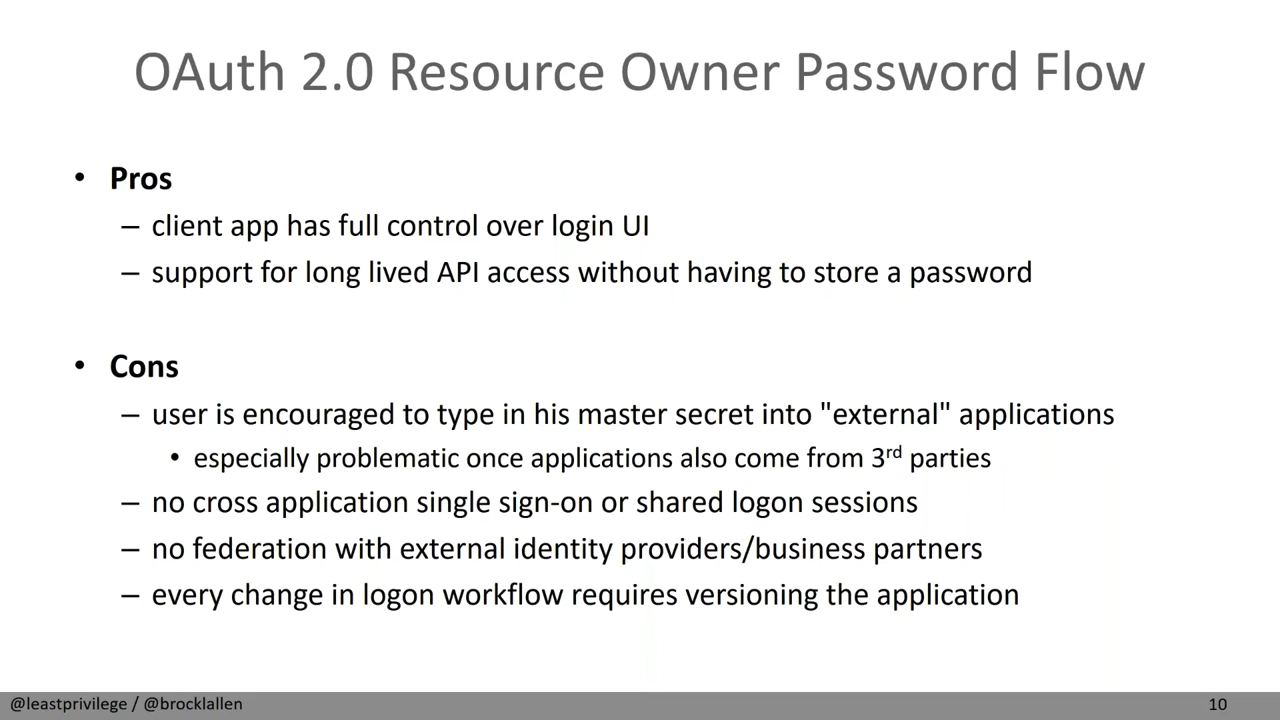 OAuth 2.0 Resource Owner Password Flow
• Pros
– client app has full control over login UI
– support for long lived API access without having to store a password
• Cons
– user is encouraged to type in his master secret into "external" applications
• especially problematic once applications also come from 3rd parties
– no cross application single sign-on or shared logon sessions
– no federation with external identity providers/business partners
– every change in logon workflow requires versioning the application
@leastprivilege / @brocklallen
10